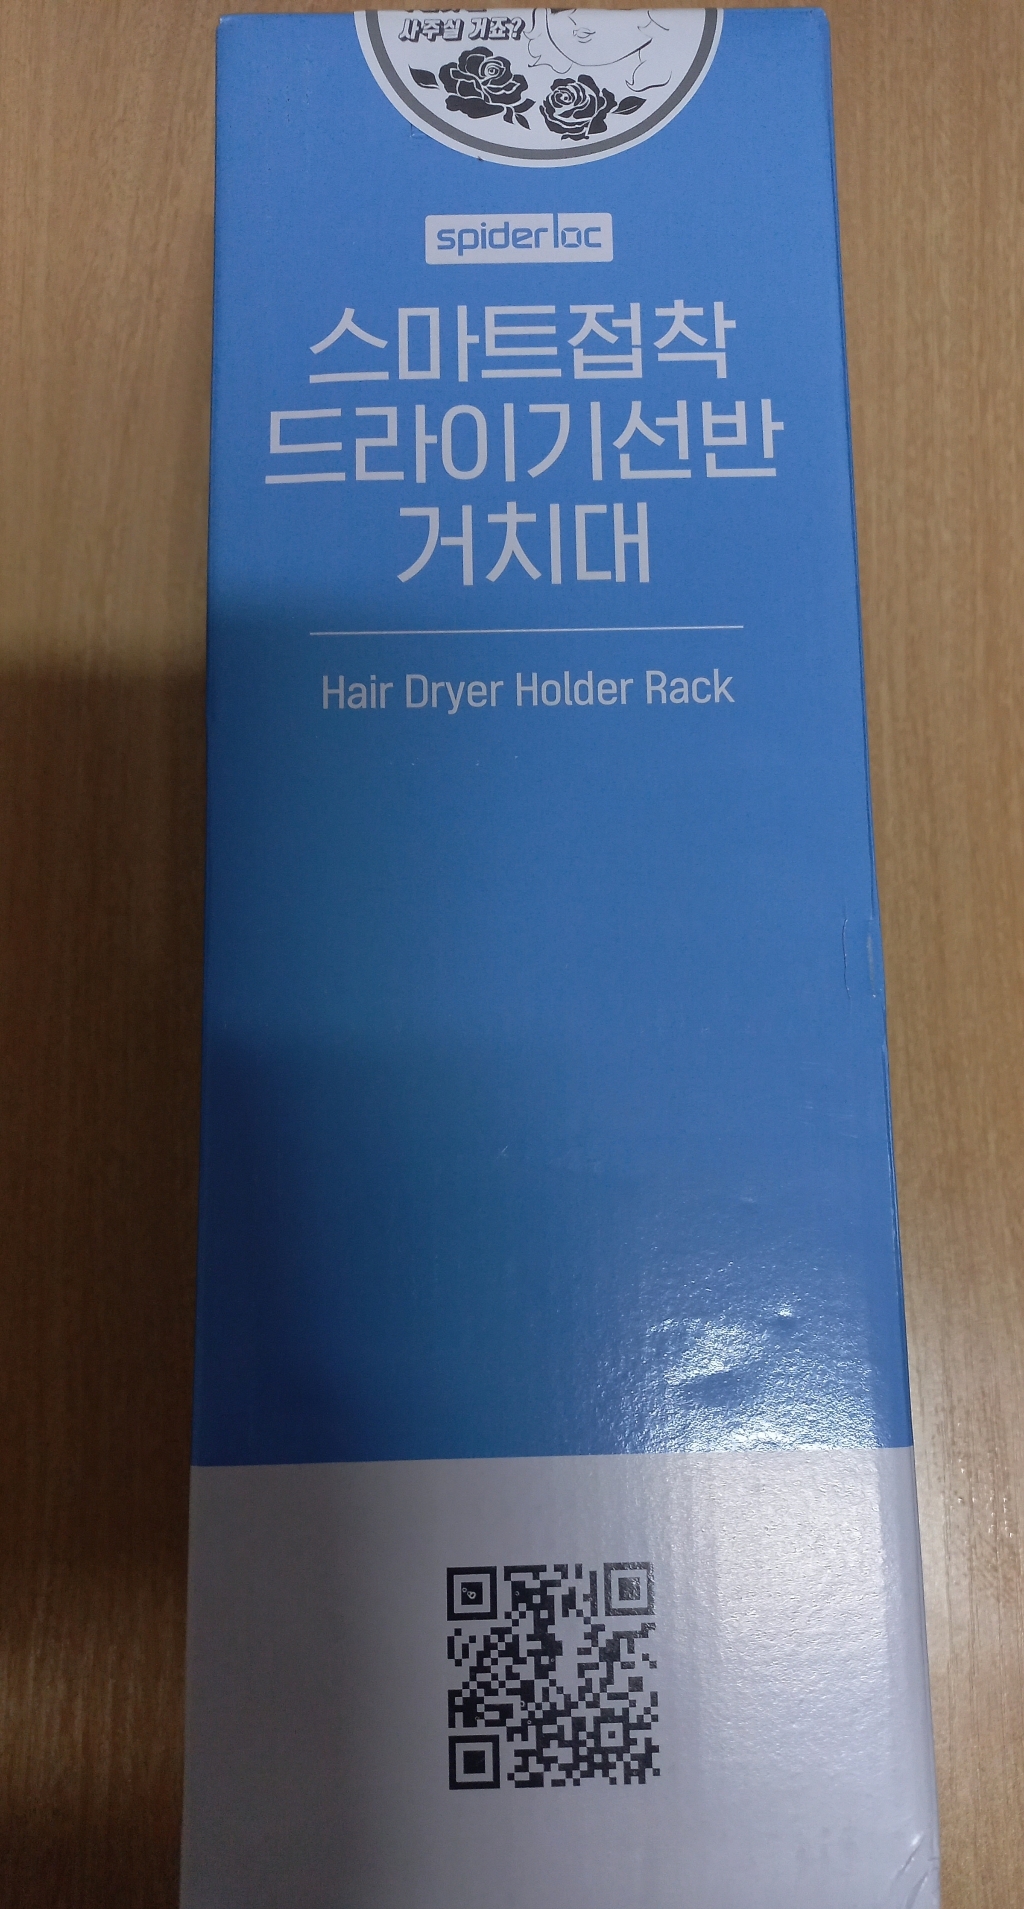 사주실 거죠?
spiderloc
스마트접착
드라이기선반
거치대
Hair Dryer Holder Rack